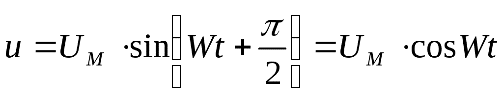 u = U_M · sin(Wt + π/2) = U_M · cosWt